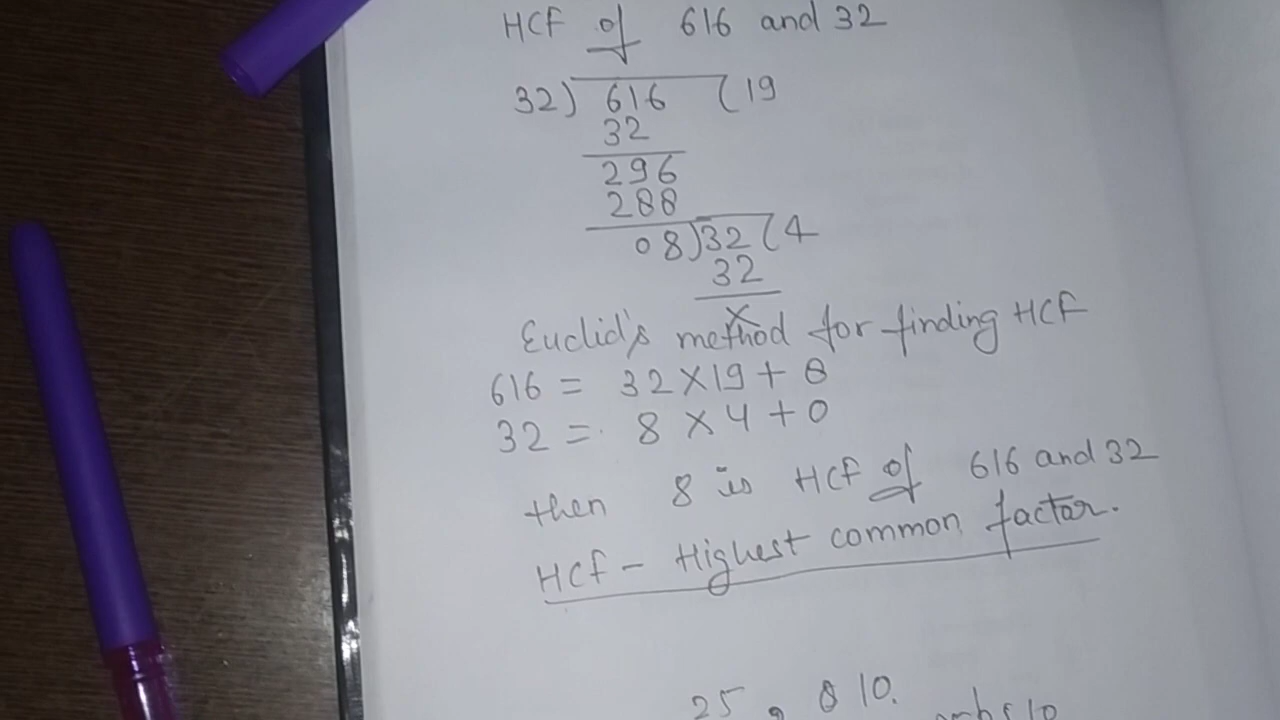 HCF of 616 and 32
32) 616 (19
32
296
288
08)32(4
32
x
Euclid's method for finding HCF
616 = 32×19+8
32 = 8×4+0
then 8 is HCF of 616 and 32
HCF - Highest common factor.
25 810.